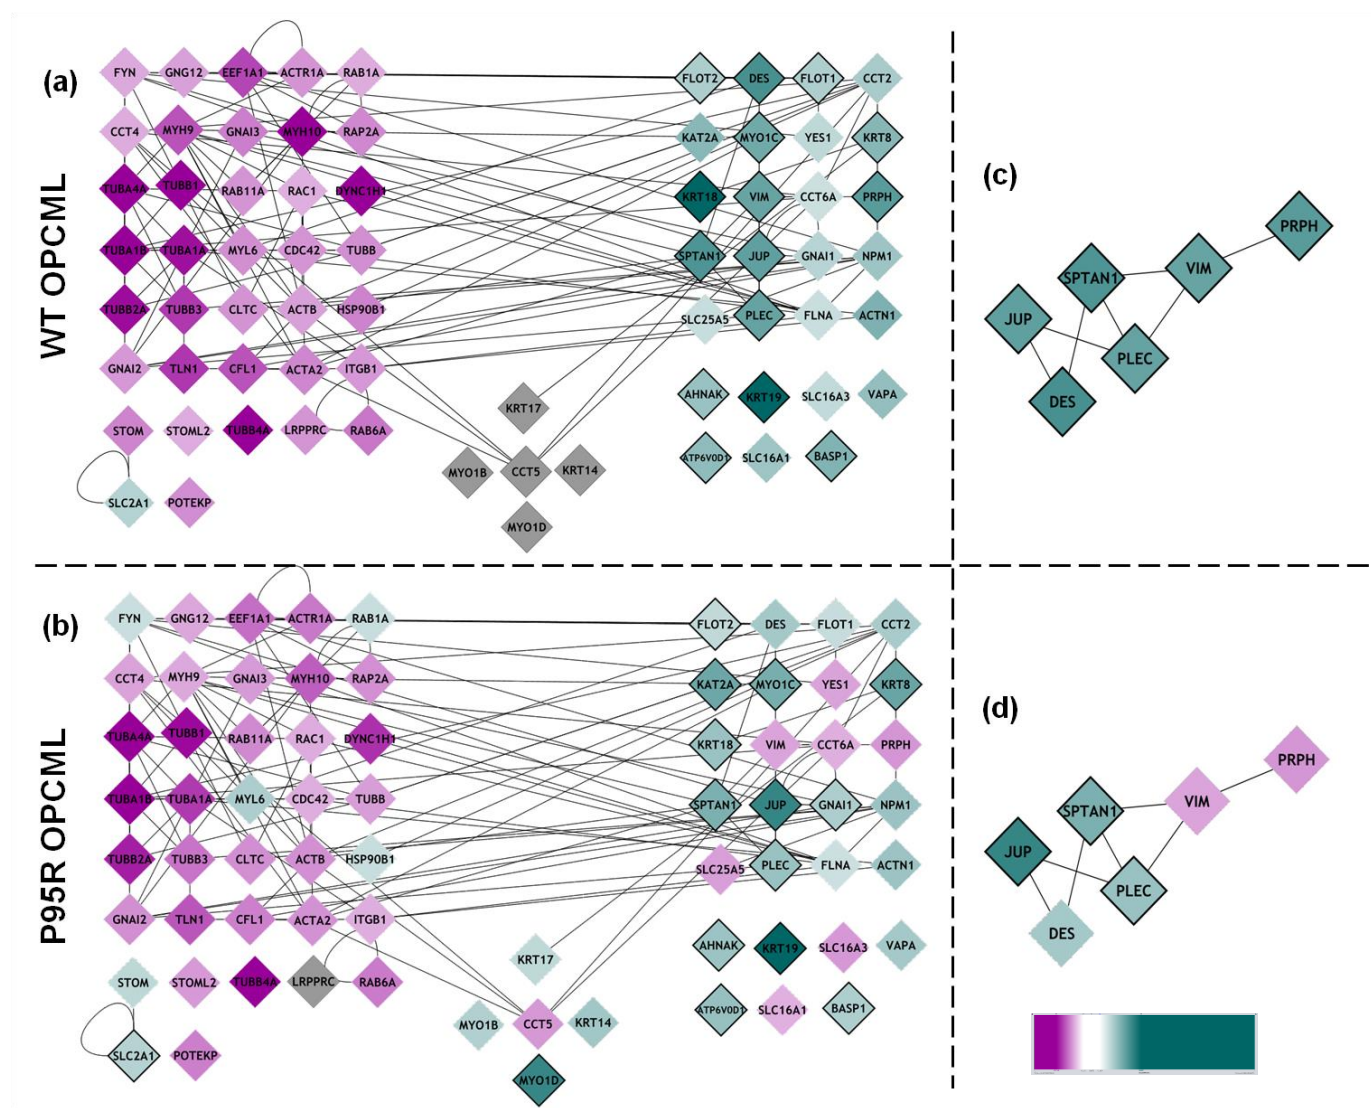 (a)
WT OPCML
FYN GNG12 EEF1A1 ACTR1A RAB1A FLOT2 DES FLOT1 CCT2
CCT4 MYH9 GNAI3 MYH10 RAP2A KAT2A MYO1C YES1 KRT8
TUBA4A TUBB1 RAB11A RAC1 DYNC1H1 KRT18 VIM CCT6A PRPH
TUBA1B TUBA1A MYL6 CDC42 TUBB SPTAN1 JUP GNAI1 NPM1
TUBB2A TUBB3 CLTC ACTB HSP90B1 SLC25A5 PLEC FLNA ACTN1
GNAI2 TLN1 CFL1 ACTA2 ITGB1
AHNAK KRT19 SLC16A3 VAPA
KRT17
STOM STOML2 TUBB4A LRPPRC RAB6A
ATP6V0D1 SLC16A1 BASP1
MYO1B CCT5 KRT14
SLC2A1 POTEKP
MYO1D
(c)
PRPH
SPTAN1 VIM
JUP
PLEC
DES
(b)
P95R OPCML
FYN GNG12 EEF1A1 ACTR1A RAB1A FLOT2 DES FLOT1 CCT2
CCT4 MYH9 GNAI3 MYH10 RAP2A KAT2A MYO1C YES1 KRT8
TUBA4A TUBB1 RAB11A RAC1 DYNC1H1 KRT18 VIM CCT6A PRPH
TUBA1B TUBA1A MYL6 CDC42 TUBB SPTAN1 JUP GNAI1 NPM1
TUBB2A TUBB3 CLTC ACTB HSP90B1 SLC25A5 PLEC FLNA ACTN1
GNAI2 TLN1 CFL1 ACTA2 ITGB1
AHNAK KRT19 SLC16A3 VAPA
KRT17
STOM STOML2 TUBB4A LRPPRC RAB6A
ATP6V0D1 SLC16A1 BASP1
MYO1B CCT5 KRT14
SLC2A1 POTEKP
MYO1D
(d)
PRPH
SPTAN1 VIM
JUP
PLEC
DES